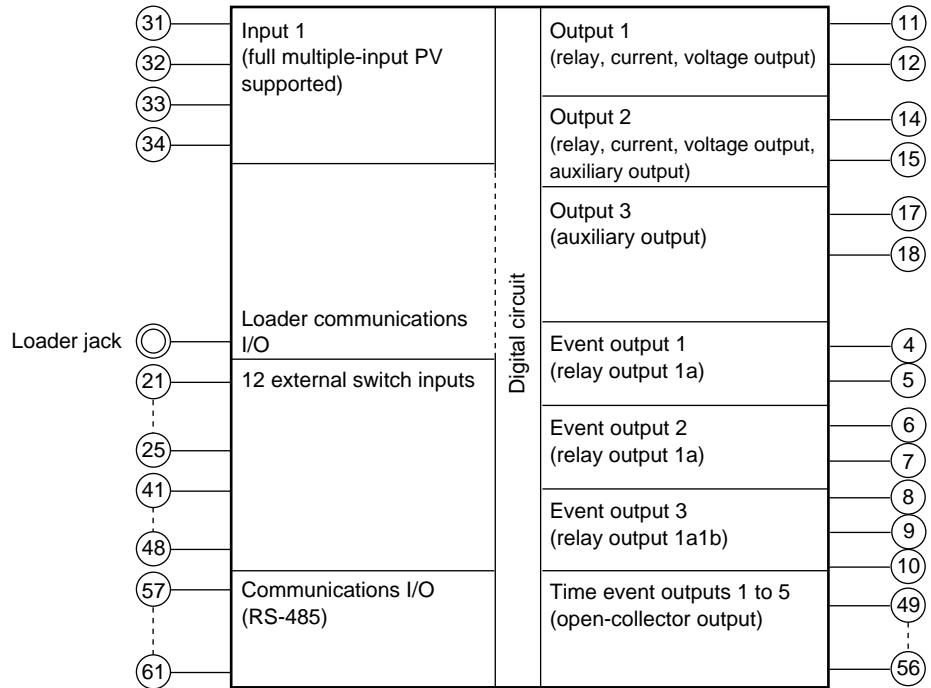 31
32
33
34
Input 1
(full multiple-input PV
supported)
Loader jack
Loader communications
I/O
21
25
41
48
12 external switch inputs
57
61
Communications I/O
(RS-485)
Digital circuit
Output 1
(relay, current, voltage output)
11
12
Output 2
(relay, current, voltage output,
auxiliary output)
14
15
Output 3
(auxiliary output)
17
18
Event output 1
(relay output 1a)
4
5
Event output 2
(relay output 1a)
6
7
Event output 3
(relay output 1a1b)
8
9
10
Time event outputs 1 to 5
(open-collector output)
49
56